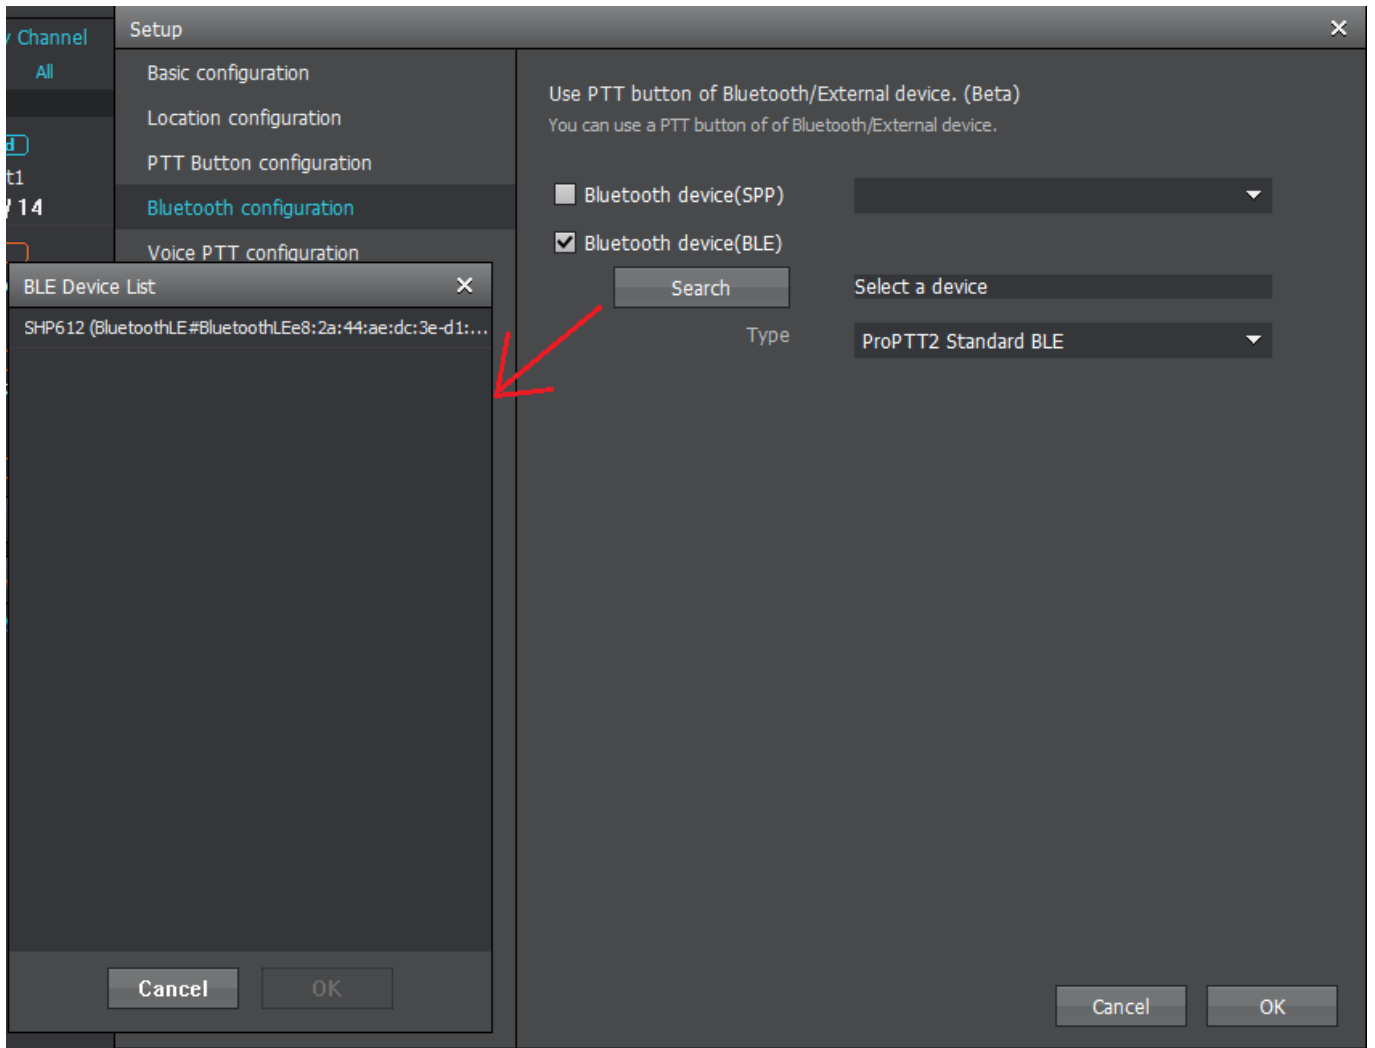 Setup
Channel
All
t1
14
Basic configuration
Location configuration
PTT Button configuration
Bluetooth configuration
Voice PTT configuration
Use PTT button of Bluetooth/External device. (Beta)
You can use a PTT button of of Bluetooth/External device.
Bluetooth device(SPP)
Bluetooth device(BLE)
Search
Select a device
Type
ProPTT2 Standard BLE
BLE Device List
SHP612 (BluetoothLE#BluetoothLEe8:2a:44:ae:dc:3e-d1:...
Cancel
OK
Cancel
OK